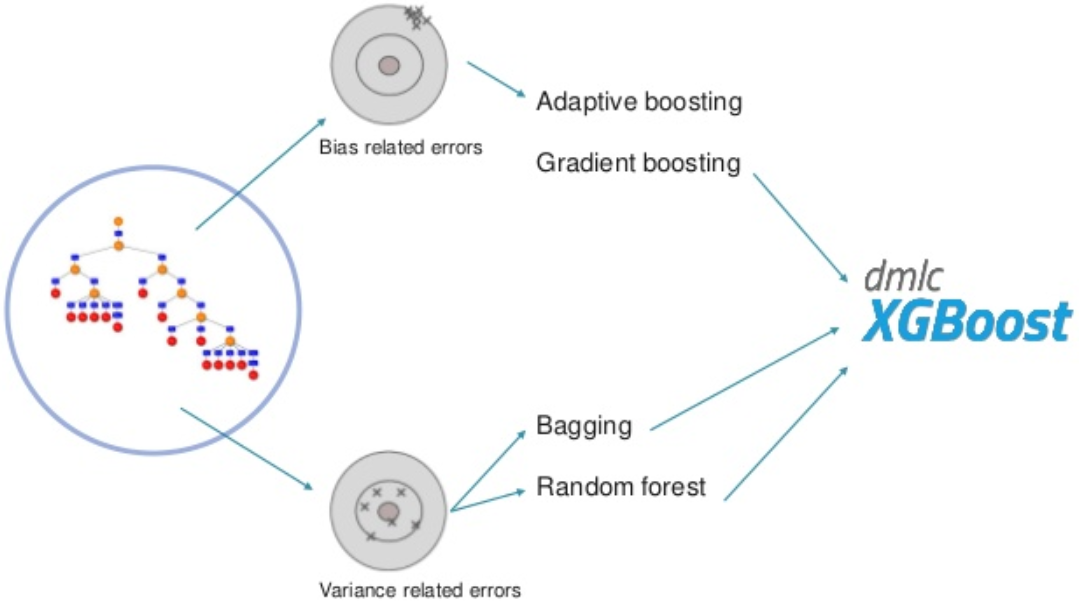 Bias related errors
Adaptive boosting
Gradient boosting
dmlc
XGBoost
Bagging
Random forest
Variance related errors